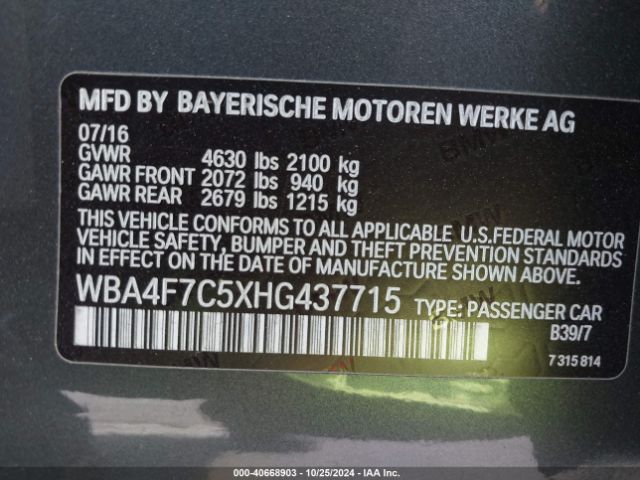 MFD BY BAYERISCHE MOTOREN WERKE AG
07/16
GVWR 4630 lbs 2100 kg
GAWR FRONT 2072 lbs 940 kg
GAWR REAR 2679 lbs 1215 kg
THIS VEHICLE CONFORMS TO ALL APPLICABLE U.S.FEDERAL MOTOR
VEHICLE SAFETY, BUMPER AND THEFT PREVENTION STANDARDS
IN EFFECT ON THE DATE OF MANUFACTURE SHOWN ABOVE.
WBA4F7C5XHG437715 TYPE: PASSENGER CAR
B39/7
7 315 814
000-40668903 - 10/25/2024 - IAA Inc.